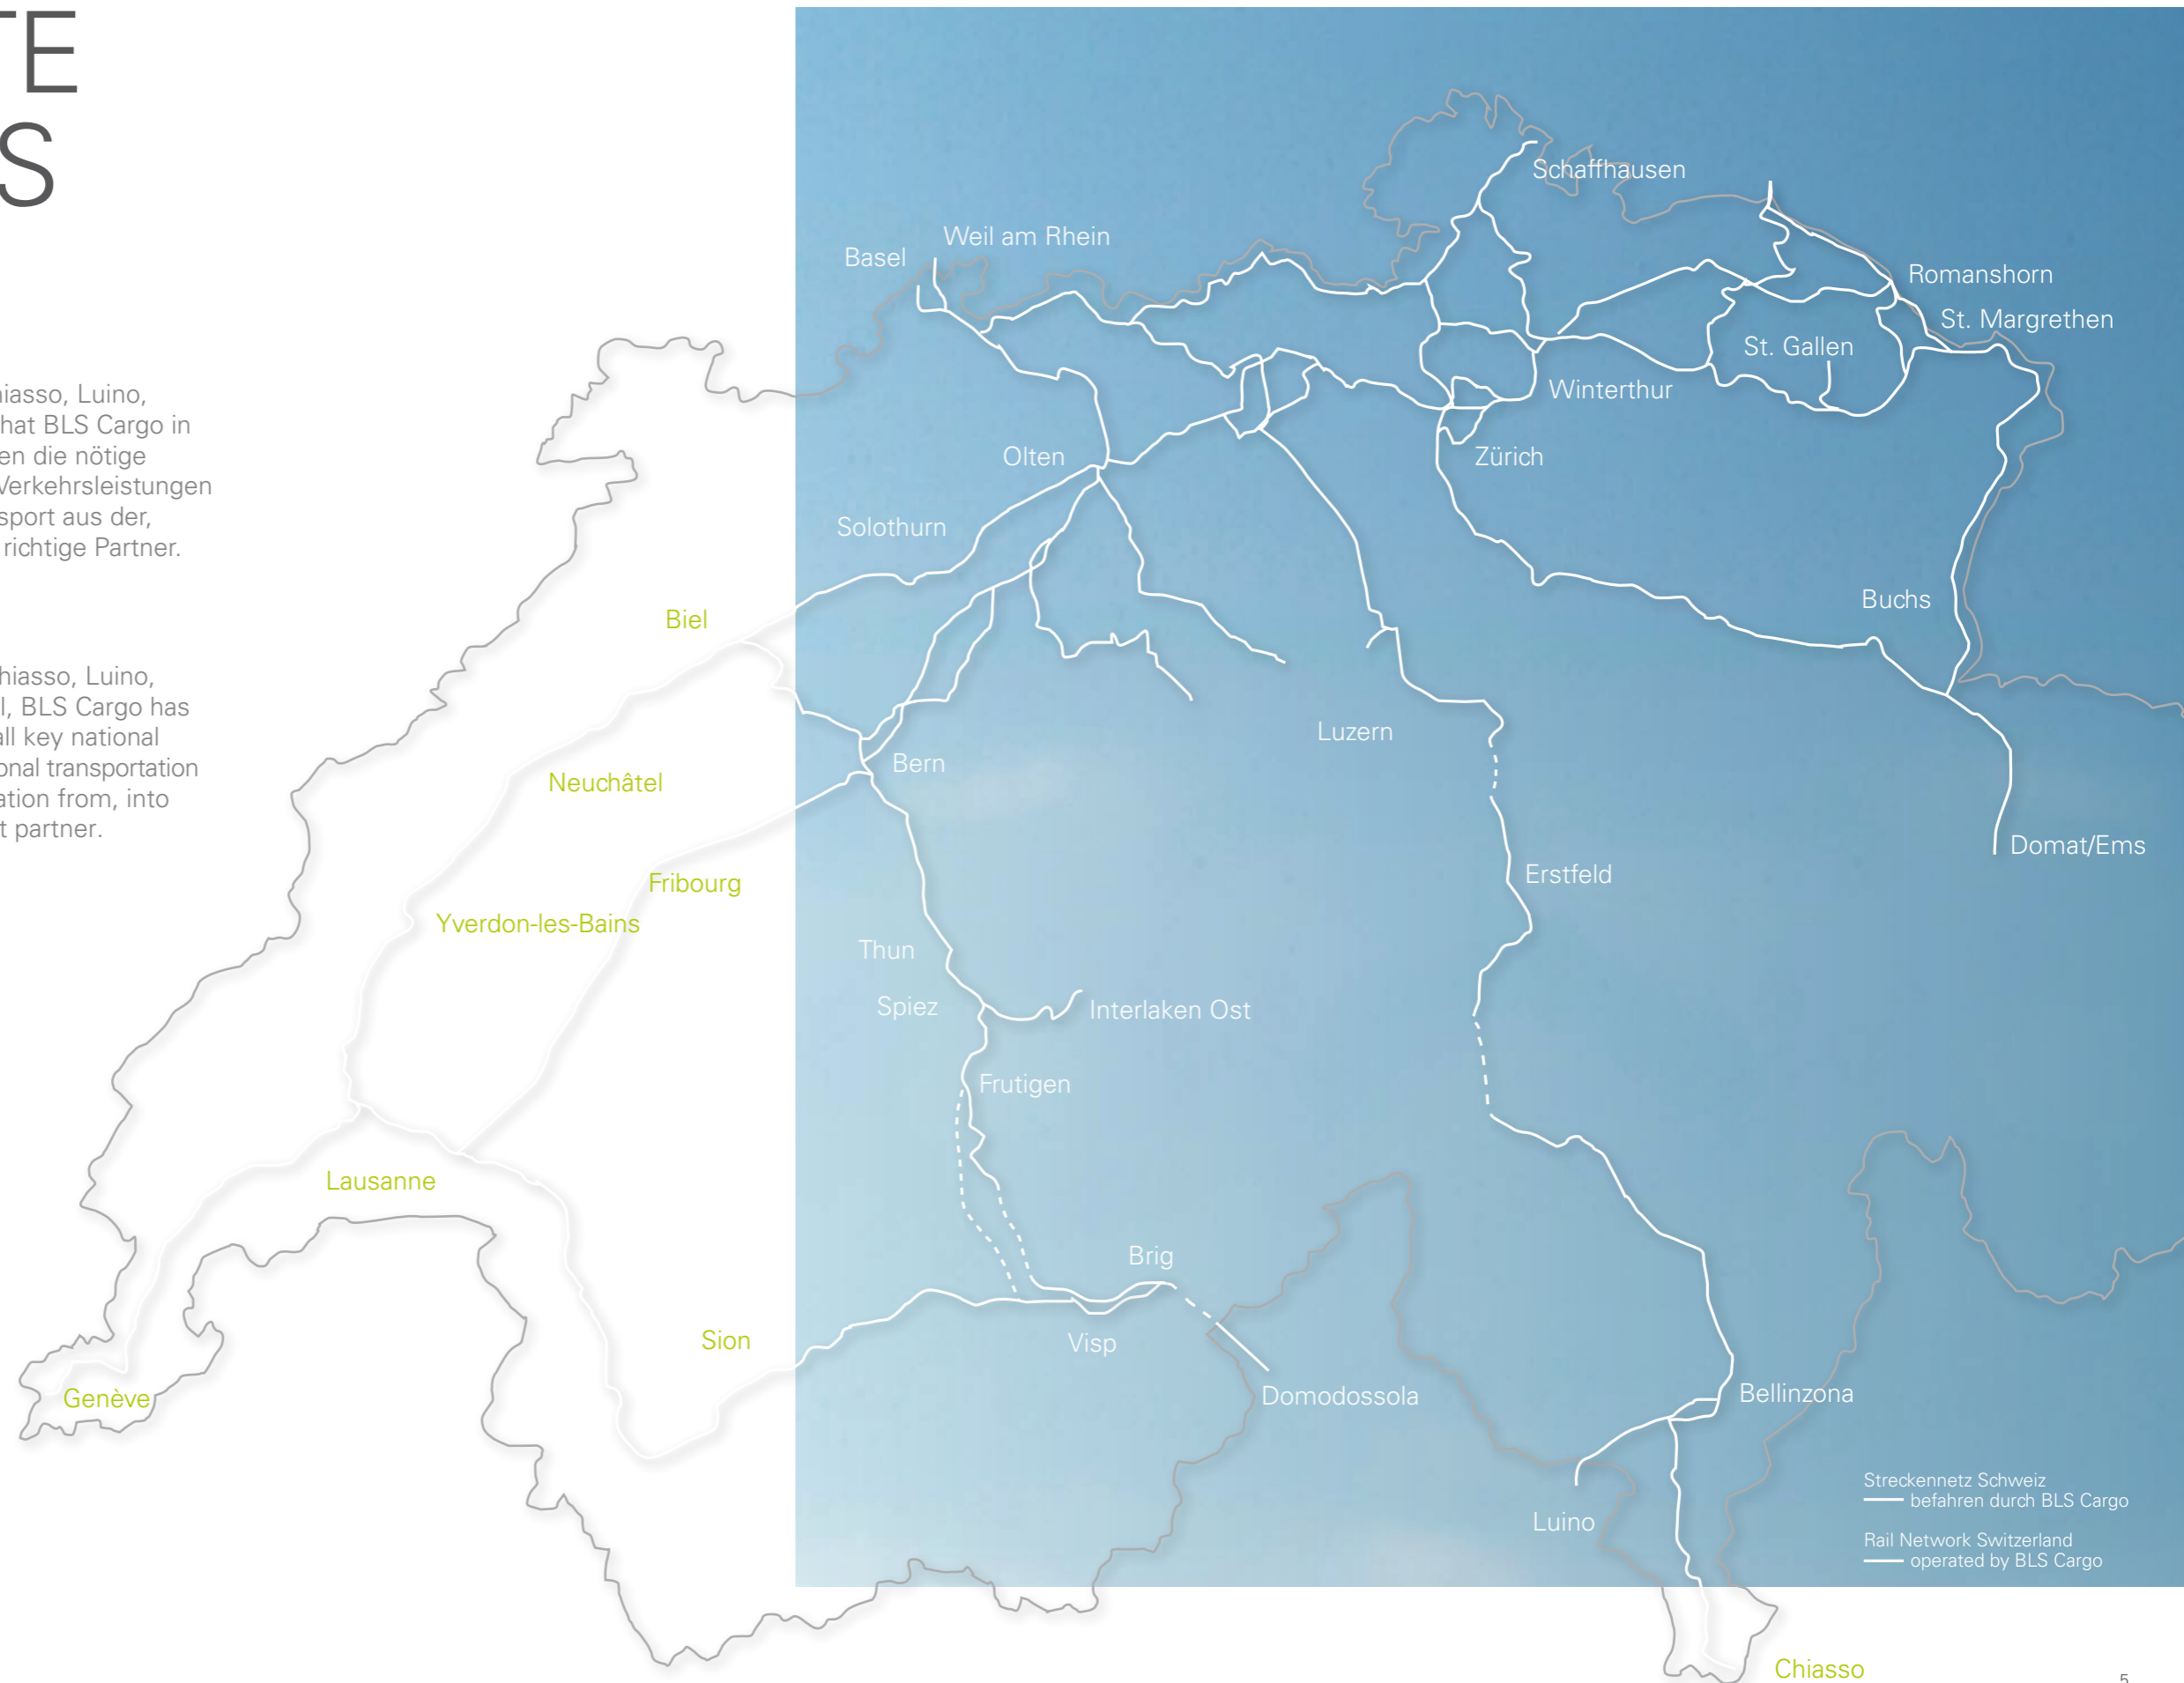 TE
S
hiasso, Luino,
hat BLS Cargo in
en die nötige
Verkehrsleistungen
sport aus der,
richtige Partner.
hiasso, Luino,
l, BLS Cargo has
all key national
onal transportation
ation from, into
t partner.
Schaffhausen
Weil am Rhein
Basel
Romanshorn
St. Margrethen
St. Gallen
Winterthur
Olten
Zürich
Solothurn
Buchs
Biel
Luzern
Bern
Neuchâtel
Domat/Ems
Erstfeld
Fribourg
Yverdon-les-Bains
Thun
Spiez
Interlaken Ost
Frutigen
Lausanne
Brig
Sion
Visp
Genève
Domodossola
Bellinzona
Luino
Streckennetz Schweiz
befahren durch BLS Cargo
Rail Network Switzerland
operated by BLS Cargo
Chiasso
5